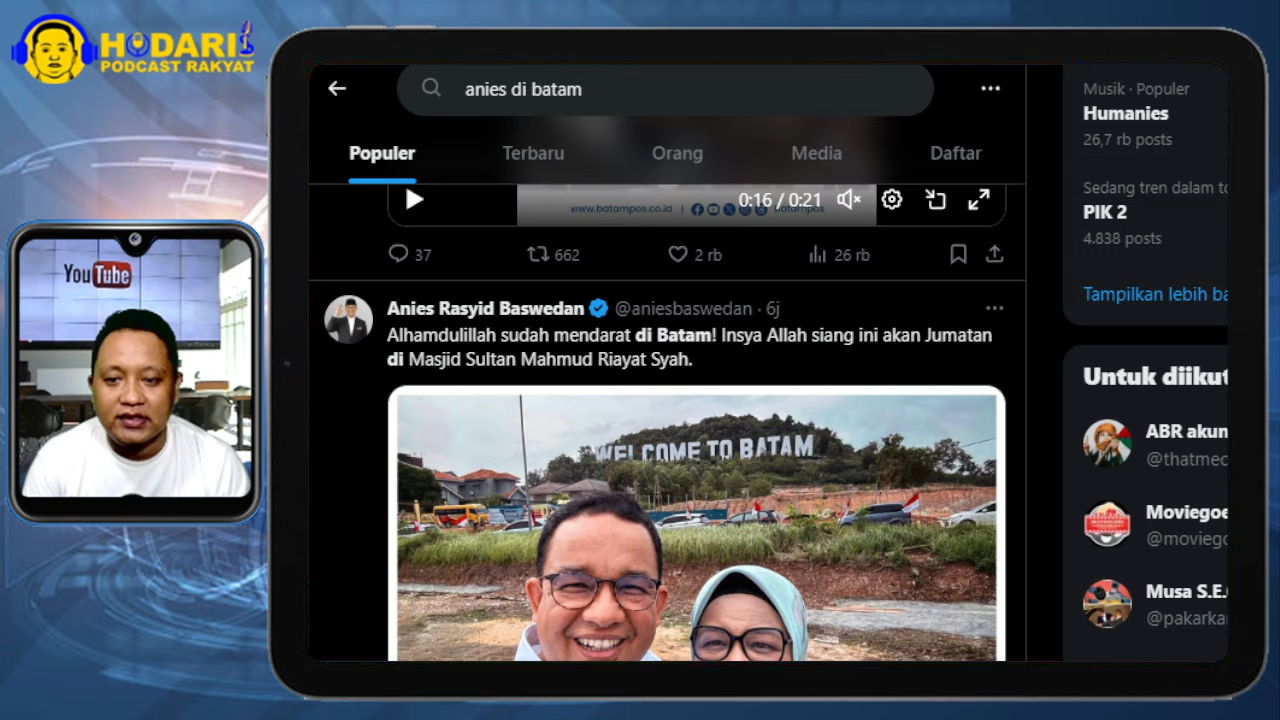 HODARI
PODCAST RAKYAT
YouTube
anies di batam
Populer
Terbaru
Orang
Media
Daftar
www.batampos.co.id
batampos
0:16 / 0:21
37
662
2 rb
26 rb
Anies Rasyid Baswedan @aniesbaswedan · 6j
Alhamdulillah sudah mendarat di Batam! Insya Allah siang ini akan Jumatan
di Masjid Sultan Mahmud Riayat Syah.
WELCOME TO BATAM
Musik · Populer
Humanies
26,7 rb posts
Sedang tren dalam to
PIK 2
4.838 posts
Tampilkan lebih ba
Untuk diikut
ABR akun
@thatmec
Moviegoe
@moviego
Musa S.E.
@pakarkar